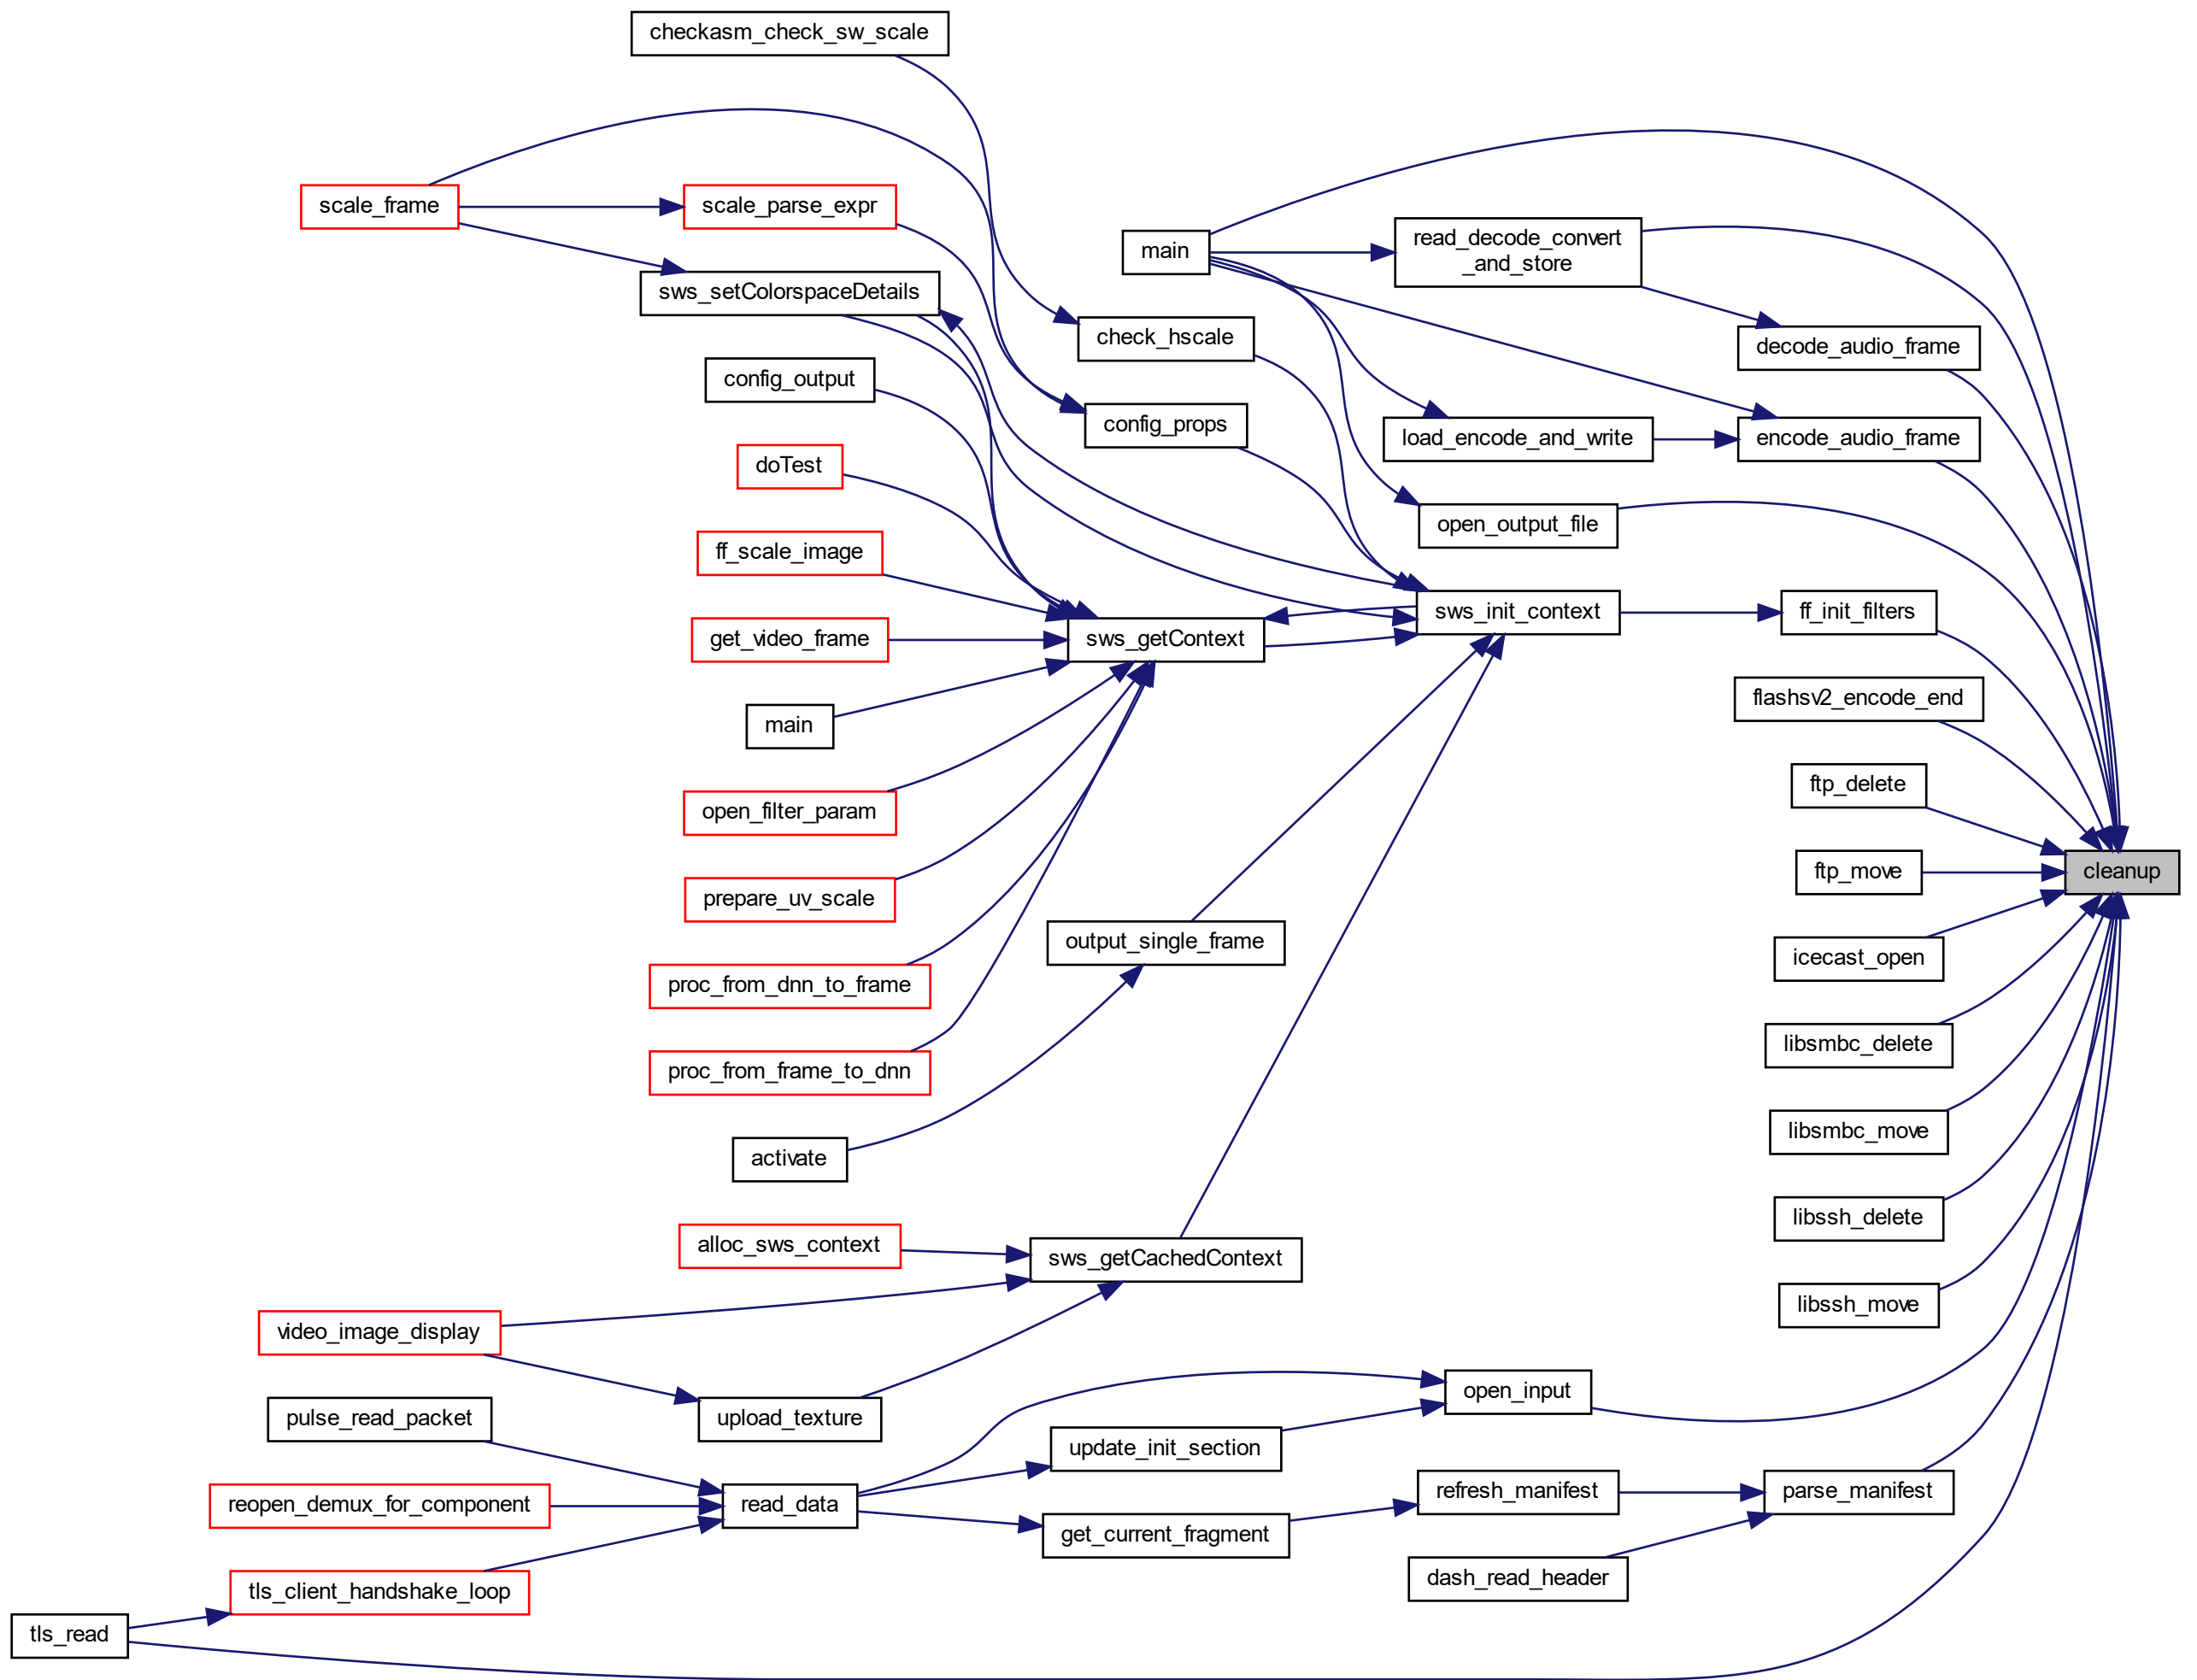 checkasm_check_sw_scale
scale_frame
scale_parse_expr
read_decode_convert
_and_store
main
sws_setColorspaceDetails
check_hscale
decode_audio_frame
config_output
config_props
load_encode_and_write
encode_audio_frame
doTest
open_output_file
ff_scale_image
sws_init_context
ff_init_filters
get_video_frame
sws_getContext
flashsv2_encode_end
main
ftp_delete
open_filter_param
cleanup
ftp_move
prepare_uv_scale
output_single_frame
icecast_open
proc_from_dnn_to_frame
libsmbc_delete
proc_from_frame_to_dnn
libsmbc_move
activate
libssh_delete
alloc_sws_context
sws_getCachedContext
libssh_move
video_image_display
open_input
pulse_read_packet
upload_texture
update_init_section
reopen_demux_for_component
read_data
refresh_manifest
parse_manifest
get_current_fragment
dash_read_header
tls_client_handshake_loop
tls_read